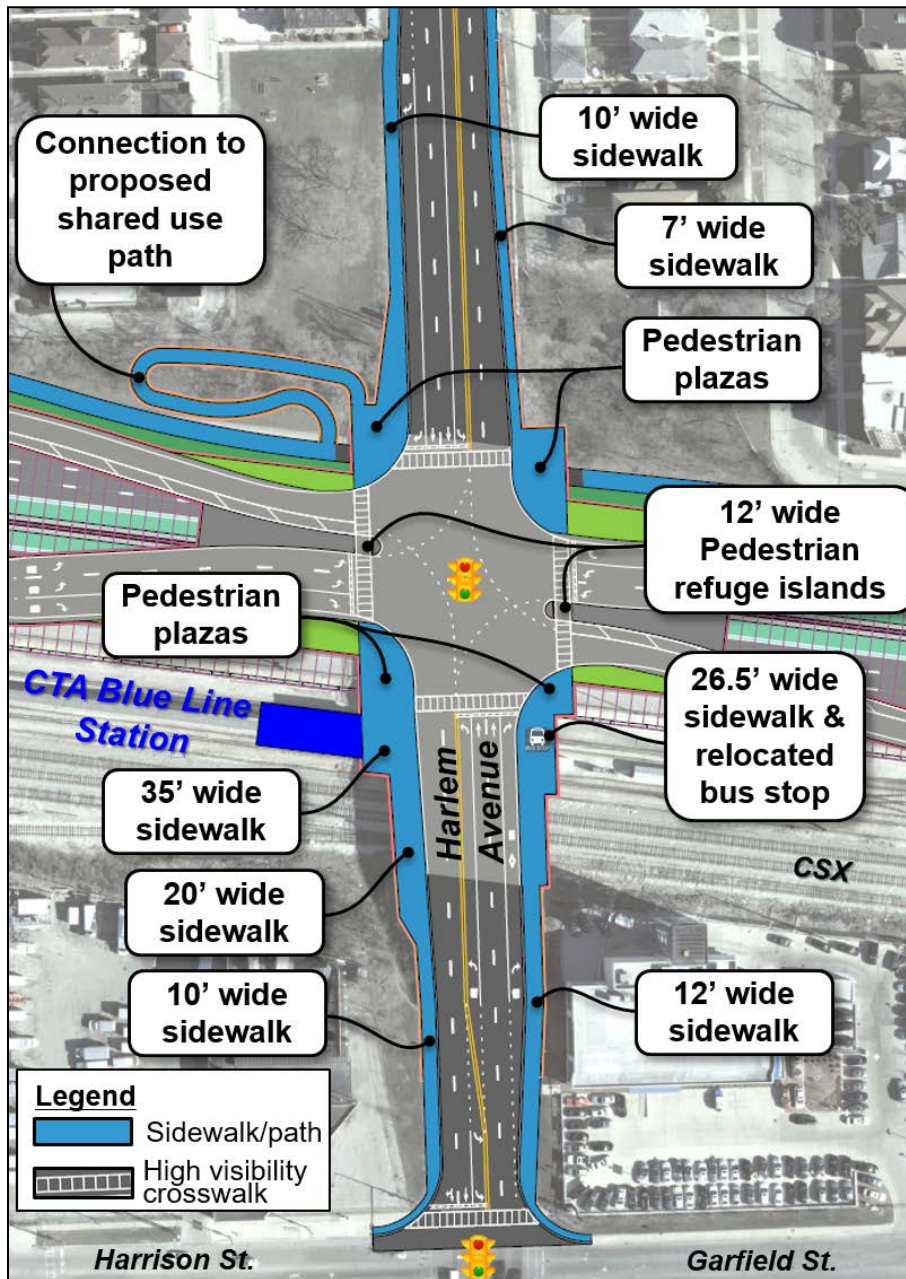 10’ wide
sidewalk
Connection to
proposed
shared use
path
7’ wide
sidewalk
Pedestrian
plazas
12’ wide
Pedestrian
refuge islands
Pedestrian
plazas
CTA Blue Line
Station
26.5’ wide
sidewalk &
relocated
bus stop
BUS STOP
35’ wide
sidewalk
Harlem
Avenue
CSX
20’ wide
sidewalk
10’ wide
sidewalk
12’ wide
sidewalk
Legend
Sidewalk/path
High visibility
crosswalk
Harrison St.
Garfield St.